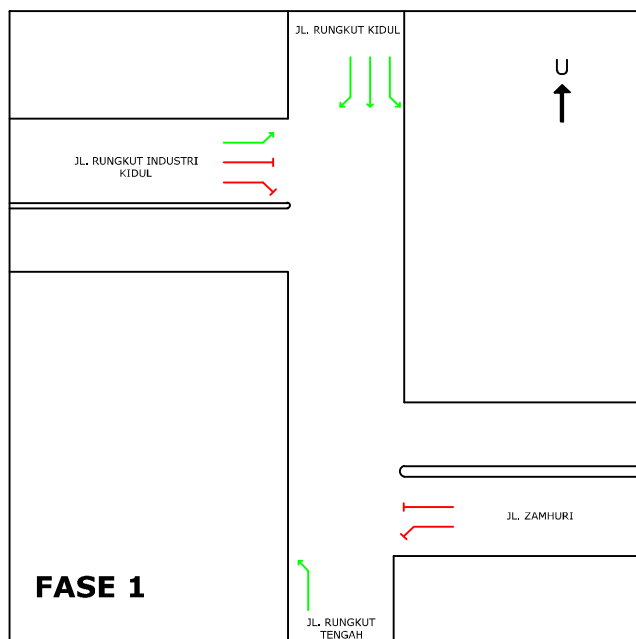 JL. RUNGKUT KIDUL
U
JL. RUNGKUT INDUSTRI
KIDUL
JL. ZAMHURI
FASE 1
JL. RUNGKUT
TENGAH